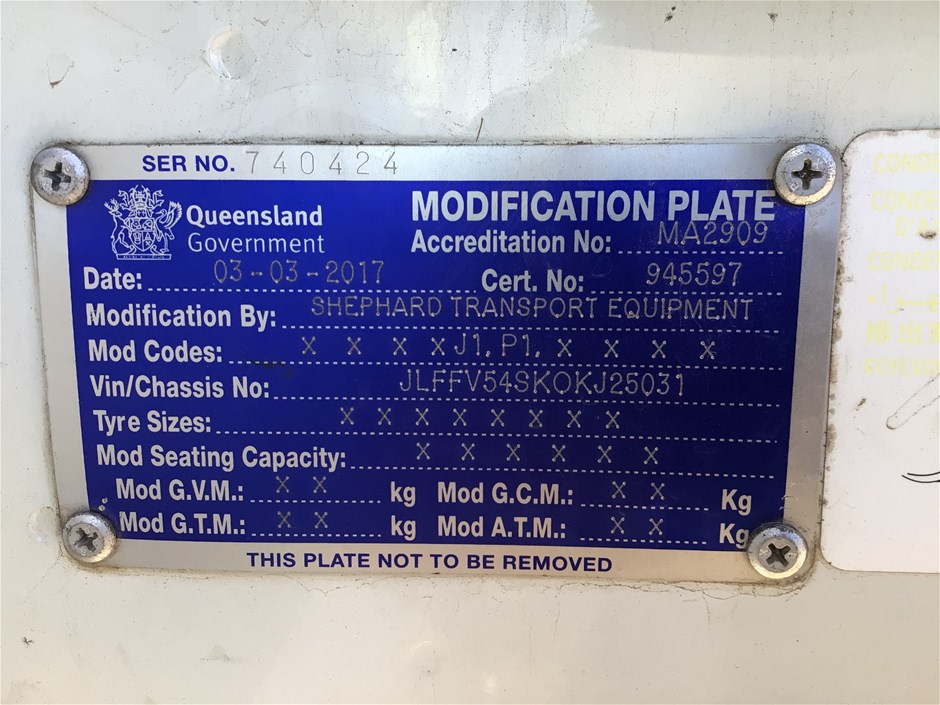 SER NO. 740424
Queensland
Government
MODIFICATION PLATE
Accreditation No: MA2909
Date: 03-03-2017 Cert. No: 945597
Modification By: SHEPHARD TRANSPORT EQUIPMENT
Mod Codes: X X X X J1, P1, X X X X
Vin/Chassis No: JLFFV54SKOKJ25031
Tyre Sizes: X X X X X X X X
Mod Seating Capacity: X X X X X X
Mod G.V.M.: X X kg Mod G.C.M.: X X Kg
Mod G.T.M.: X X kg Mod A.T.M.: X X Kg
THIS PLATE NOT TO BE REMOVED